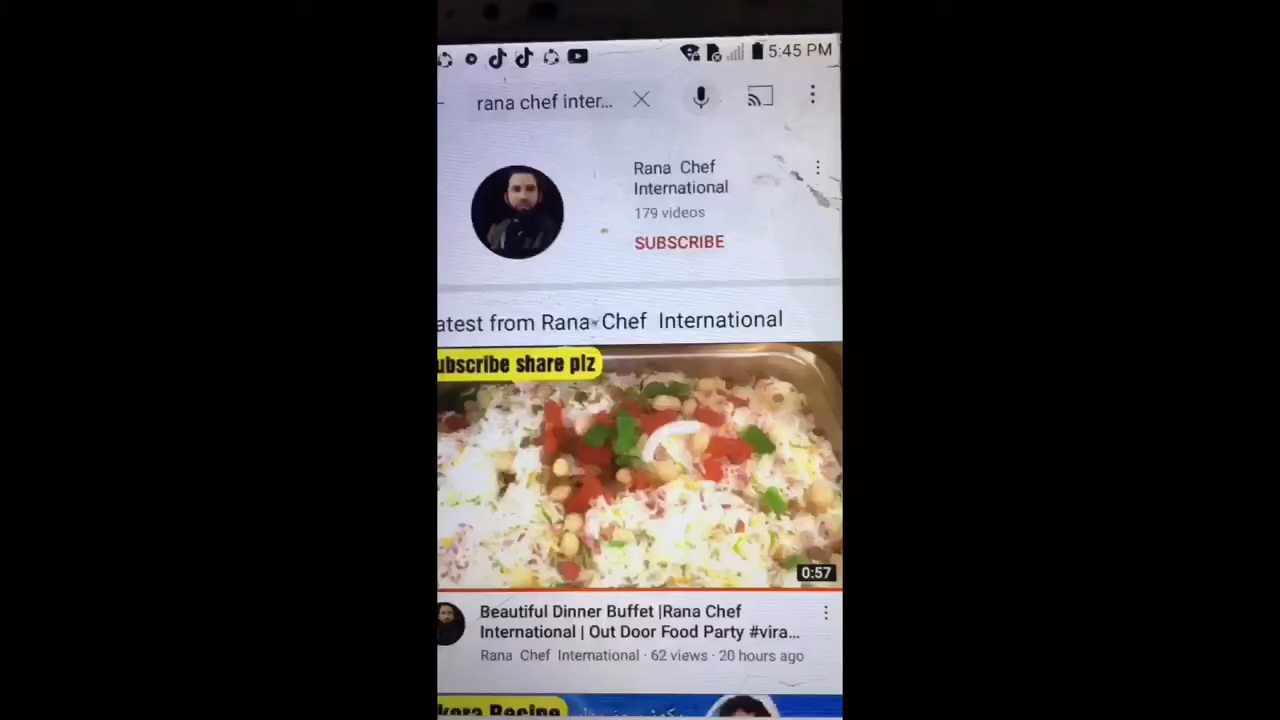 5:45 PM
rana chef inter...
Rana Chef
International
179 videos
SUBSCRIBE
atest from Rana Chef International
ubscribe share plz
0:57
Beautiful Dinner Buffet |Rana Chef
International | Out Door Food Party #vira...
Rana Chef International · 62 views · 20 hours ago
kora Recipe